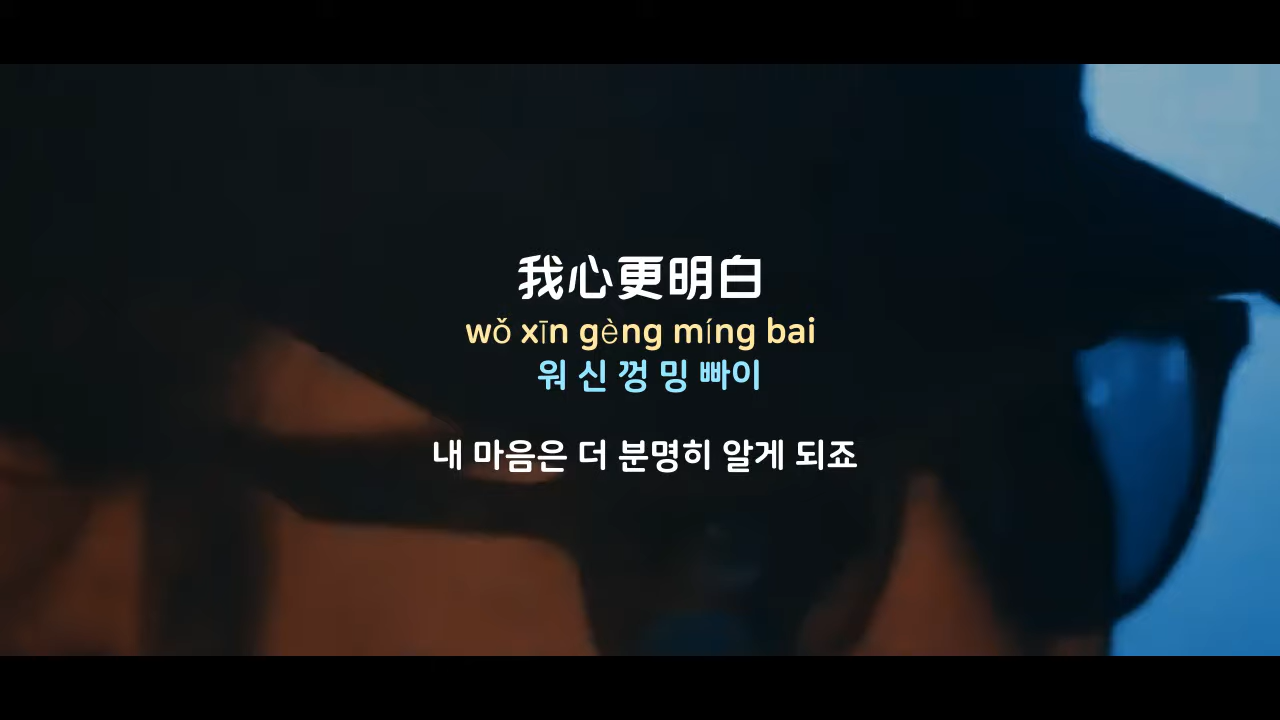 我心更明白
wǒ xīn gèng míng bai
워 신 껑 밍 빠이
내 마음은 더 분명히 알게 되죠